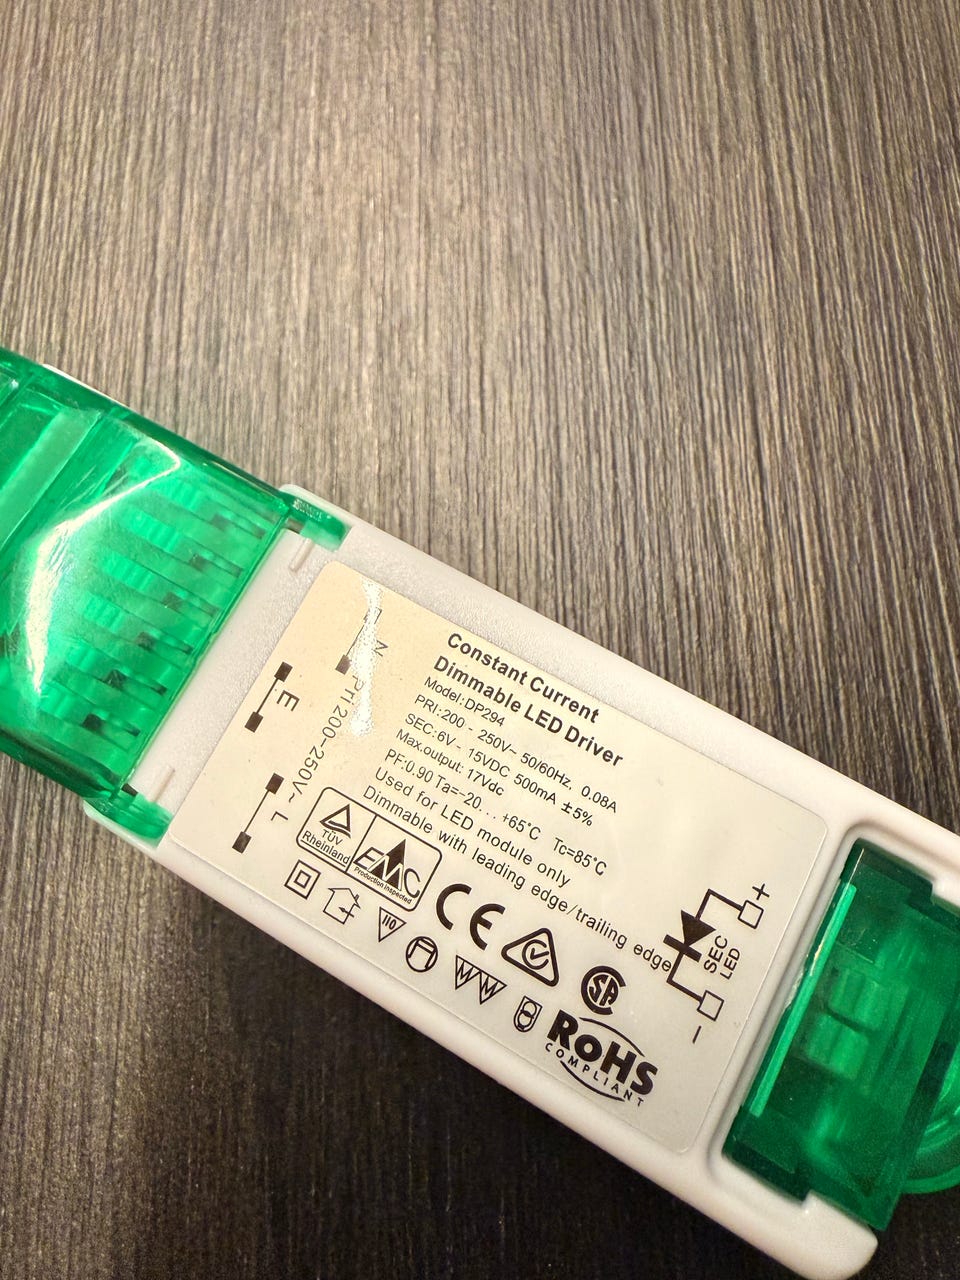 Constant Current
Dimmable LED Driver
Model:DP294
PRI:200 - 250V~ 50/60Hz, 0.08A
SEC:6V - 15VDC 500mA ±5%
Max.output: 17Vdc
PF:0.90 Ta=-20...+65°C Tc=85°C
Used for LED module only
Dimmable with leading edge/trailing edge
N
Pri 200~250V~
E
L
TÜV
Rheinland
EMC
Production Inspected
110
CE
SA
RoHS
COMPLIANT
+
SEC
LED
-